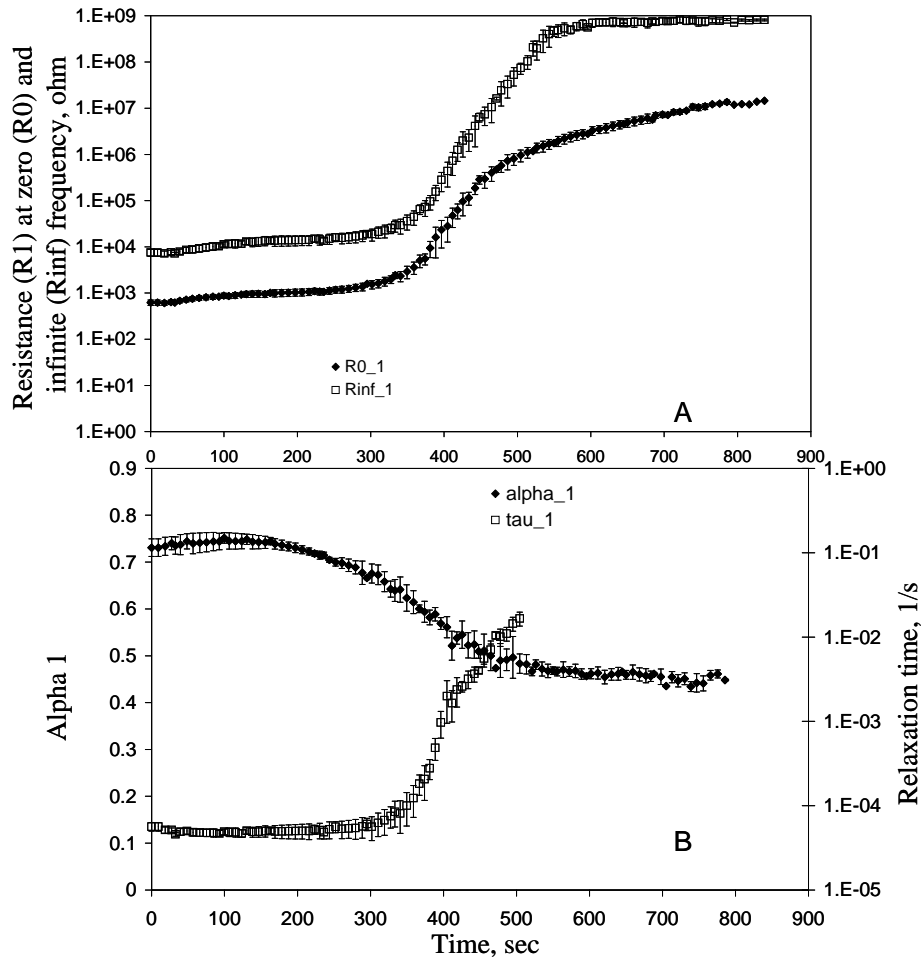 Resistance (R1) at zero (R0) and
infinite (Rinf) frequency, ohm
1.E+09
1.E+08
1.E+07
1.E+06
1.E+05
1.E+04
1.E+03
1.E+02
1.E+01
1.E+00
R0_1
Rinf_1
A
0 100 200 300 400 500 600 700 800 900
Alpha 1
0.9
0.8
0.7
0.6
0.5
0.4
0.3
0.2
0.1
0
alpha_1
tau_1
B
1.E+00
1.E-01
1.E-02
1.E-03
1.E-04
1.E-05
Relaxation time, 1/s
0 100 200 300 400 500 600 700 800 900
Time, sec